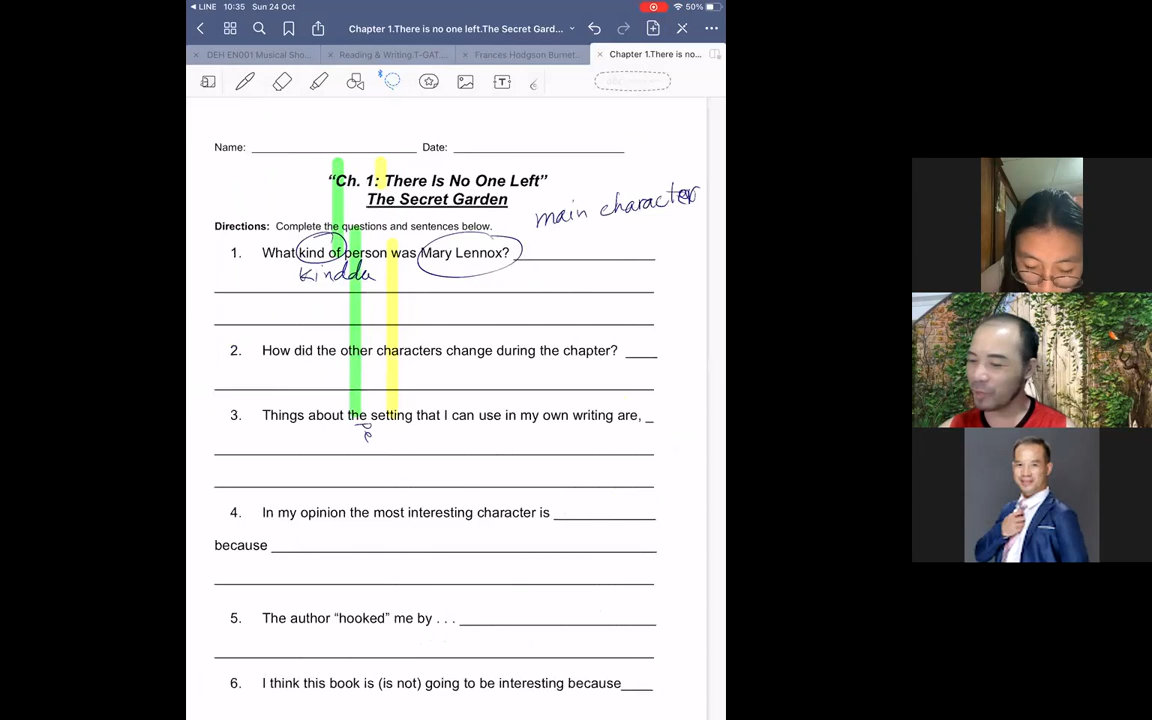 LINE 10:35 Sun 24 Oct 50%
Chapter 1.There is no one left.The Secret Gard...
DEH EN001 Musical Sho... Reading & Writing.T-GAT.... Frances Hodgson Burnet... Chapter 1.There is no...
Name: Date:
“Ch. 1: There Is No One Left”
The Secret Garden
main character
Directions: Complete the questions and sentences below.
1. What kind of person was Mary Lennox?
Kindda
2. How did the other characters change during the chapter?
3. Things about the setting that I can use in my own writing are,
4. In my opinion the most interesting character is
because
5. The author “hooked” me by . . .
6. I think this book is (is not) going to be interesting because